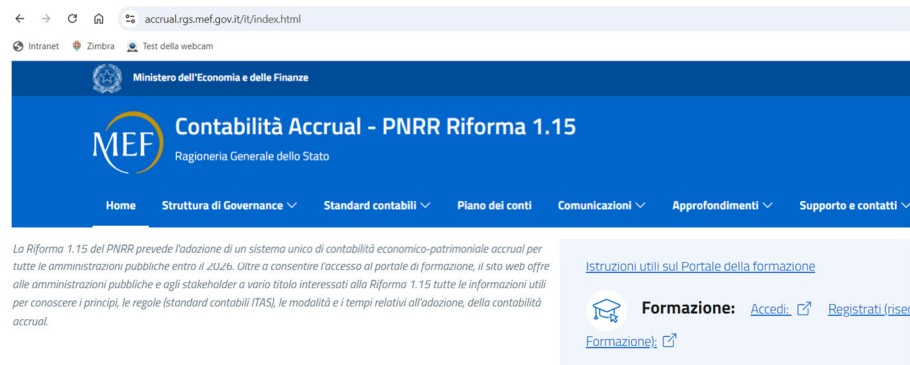 accrual.rgs.mef.gov.it/it/index.html
Intranet Zimbra Test della webcam
Ministero dell'Economia e delle Finanze
MEF
Contabilità Accrual - PNRR Riforma 1.15
Ragioneria Generale dello Stato
Home Struttura di Governance Standard contabili Piano dei conti Comunicazioni Approfondimenti Supporto e contatti
La Riforma 1.15 del PNRR prevede l'adozione di un sistema unico di contabilità economico-patrimoniale accrual per
tutte le amministrazioni pubbliche entro il 2026. Oltre a consentire l'accesso al portale di formazione, il sito web offre
alle amministrazioni pubbliche e agli stakeholder a vario titolo interessati alla Riforma 1.15 tutte le informazioni utili
per conoscere i principi, le regole (standard contabili ITAS), le modalità e i tempi relativi all'adozione, della contabilità
accrual.
Istruzioni utili sul Portale della formazione
Formazione: Accedi: Registrati (riser
Formazione):